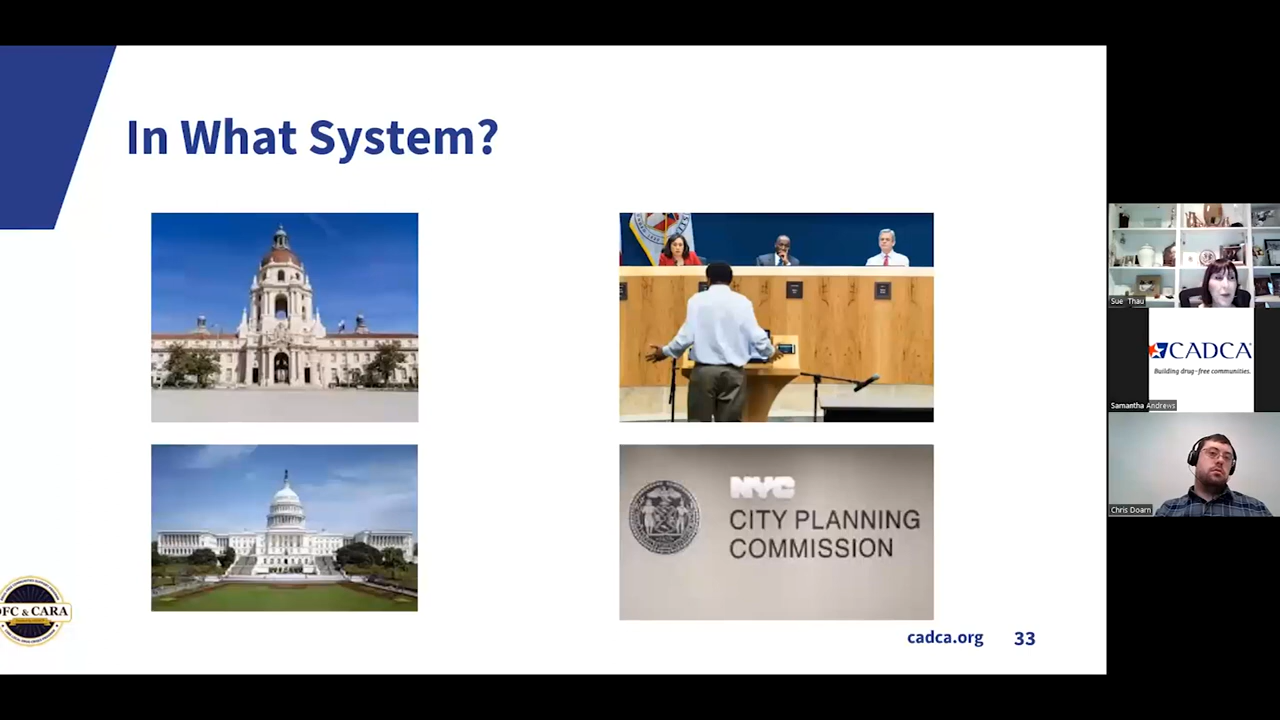 In What System?
NYC
CITY PLANNING
COMMISSION
FC & CARA
cadca.org
33
Sue Thau
CADCA
Building drug-free communities.
Samantha Andrews
Chris Doarn